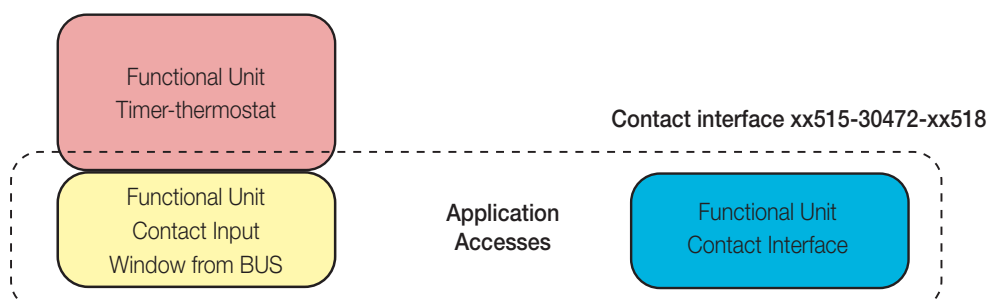 Functional Unit
Timer-thermostat
Contact interface xx515-30472-xx518
Functional Unit
Contact Input
Window from BUS
Application
Accesses
Functional Unit
Contact Interface